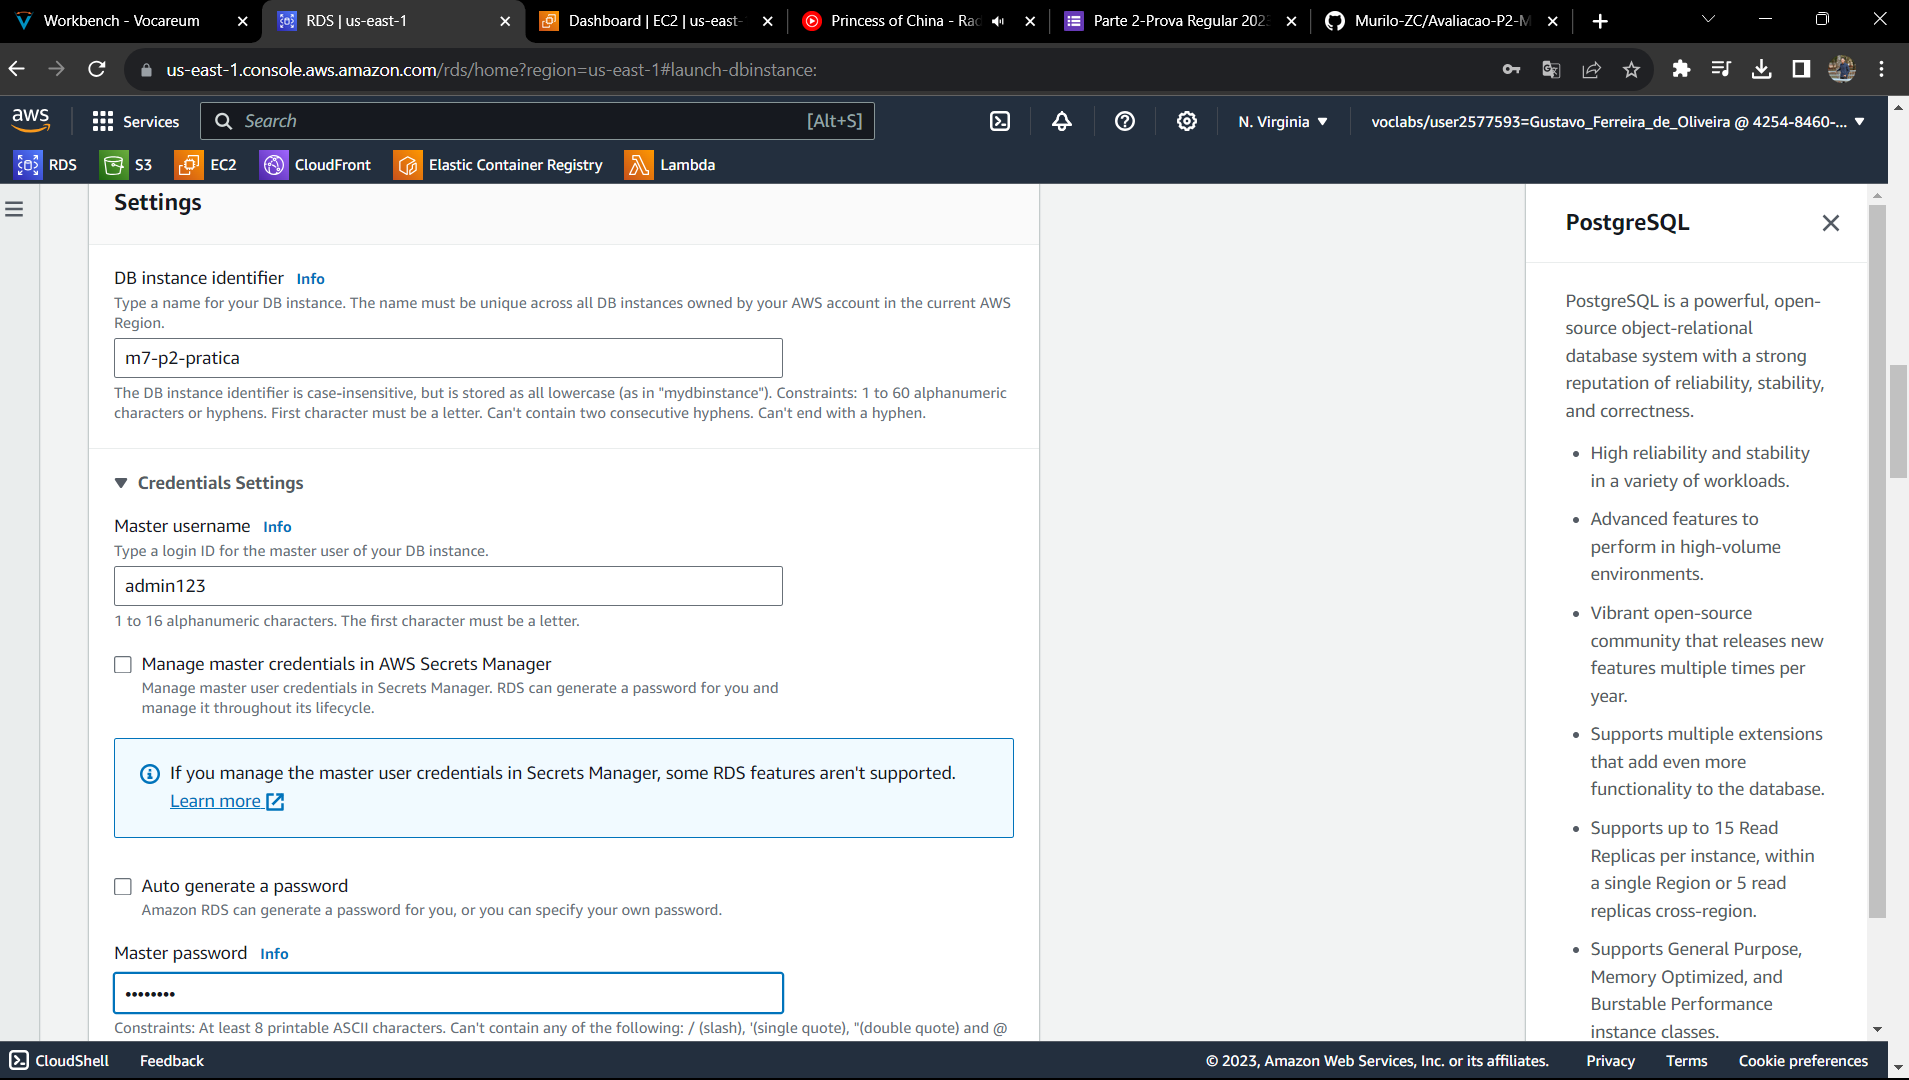 Workbench - Vocareum
RDS | us-east-1
Dashboard | EC2 | us-east-
Princess of China - Rad
Parte 2-Prova Regular 2023
Murilo-ZC/Avaliacao-P2-M
us-east-1.console.aws.amazon.com/rds/home?region=us-east-1#launch-dbinstance:
aws
Services
Search
[Alt+S]
N. Virginia
voclabs/user2577593=Gustavo_Ferreira_de_Oliveira @ 4254-8460-...
RDS
S3
EC2
CloudFront
Elastic Container Registry
Lambda
Settings
DB instance identifier Info
Type a name for your DB instance. The name must be unique across all DB instances owned by your AWS account in the current AWS
Region.
m7-p2-pratica
The DB instance identifier is case-insensitive, but is stored as all lowercase (as in "mydbinstance"). Constraints: 1 to 60 alphanumeric
characters or hyphens. First character must be a letter. Can't contain two consecutive hyphens. Can't end with a hyphen.
Credentials Settings
Master username Info
Type a login ID for the master user of your DB instance.
admin123
1 to 16 alphanumeric characters. The first character must be a letter.
Manage master credentials in AWS Secrets Manager
Manage master user credentials in Secrets Manager. RDS can generate a password for you and
manage it throughout its lifecycle.
If you manage the master user credentials in Secrets Manager, some RDS features aren't supported.
Learn more
Auto generate a password
Amazon RDS can generate a password for you, or you can specify your own password.
Master password Info
••••••••
Constraints: At least 8 printable ASCII characters. Can't contain any of the following: / (slash), '(single quote), "(double quote) and @
PostgreSQL
PostgreSQL is a powerful, open-
source object-relational
database system with a strong
reputation of reliability, stability,
and correctness.
• High reliability and stability
in a variety of workloads.
• Advanced features to
perform in high-volume
environments.
• Vibrant open-source
community that releases new
features multiple times per
year.
• Supports multiple extensions
that add even more
functionality to the database.
• Supports up to 15 Read
Replicas per instance, within
a single Region or 5 read
replicas cross-region.
• Supports General Purpose,
Memory Optimized, and
Burstable Performance
instance classes.
CloudShell
Feedback
© 2023, Amazon Web Services, Inc. or its affiliates.
Privacy
Terms
Cookie preferences